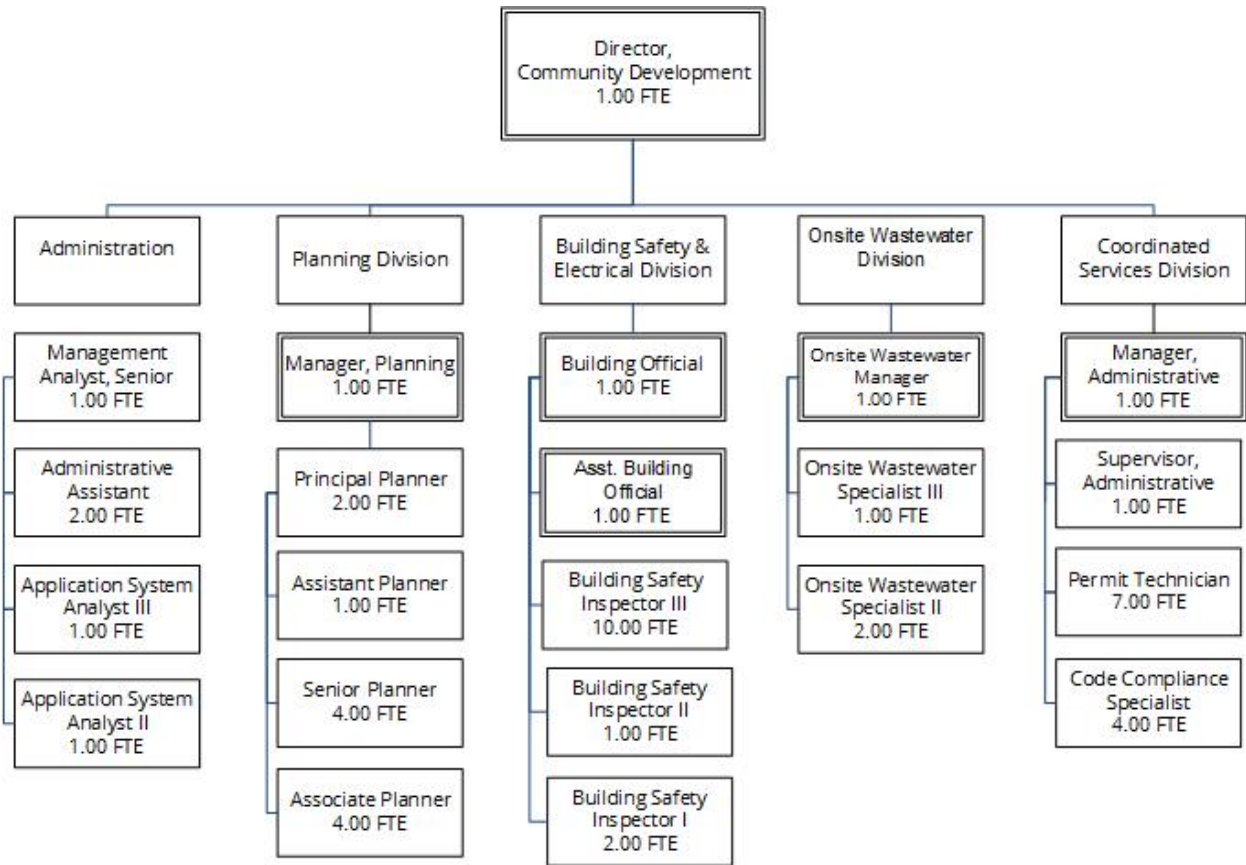 Director,
Community Development
1.00 FTE
Administration
Planning Division
Building Safety &
Electrical Division
Onsite Wastewater
Division
Coordinated
Services Division
Management
Analyst, Senior
1.00 FTE
Administrative
Assistant
2.00 FTE
Application System
Analyst III
1.00 FTE
Application System
Analyst II
1.00 FTE
Manager, Planning
1.00 FTE
Principal Planner
2.00 FTE
Assistant Planner
1.00 FTE
Senior Planner
4.00 FTE
Associate Planner
4.00 FTE
Building Official
1.00 FTE
Asst. Building
Official
1.00 FTE
Building Safety
Inspector III
10.00 FTE
Building Safety
Inspector II
1.00 FTE
Building Safety
Inspector I
2.00 FTE
Onsite Wastewater
Manager
1.00 FTE
Onsite Wastewater
Specialist III
1.00 FTE
Onsite Wastewater
Specialist II
2.00 FTE
Manager,
Administrative
1.00 FTE
Supervisor,
Administrative
1.00 FTE
Permit Technician
7.00 FTE
Code Compliance
Specialist
4.00 FTE